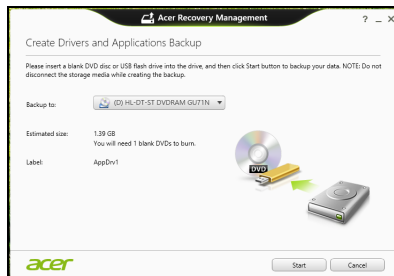 Acer Recovery Management
? _ X
Create Drivers and Applications Backup
Please insert a blank DVD disc or USB flash drive into the drive, and then click Start button to backup your data. NOTE: Do not
disconnect the storage media while creating the backup.
Backup to: (D) HL-DT-ST DVDRAM GU71N
Estimated size: 1.39 GB
You will need 1 blank DVDs to burn.
Label: AppDrv1
DVD
acer Start Cancel